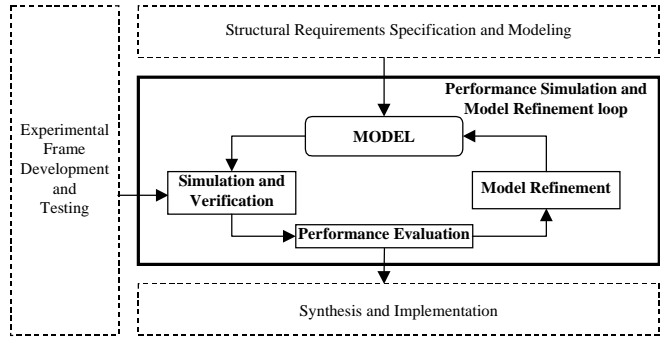 Structural Requirements Specification and Modeling
Performance Simulation and
Model Refinement loop
MODEL
Experimental
Frame
Development
and
Testing
Simulation and
Verification
Model Refinement
Performance Evaluation
Synthesis and Implementation